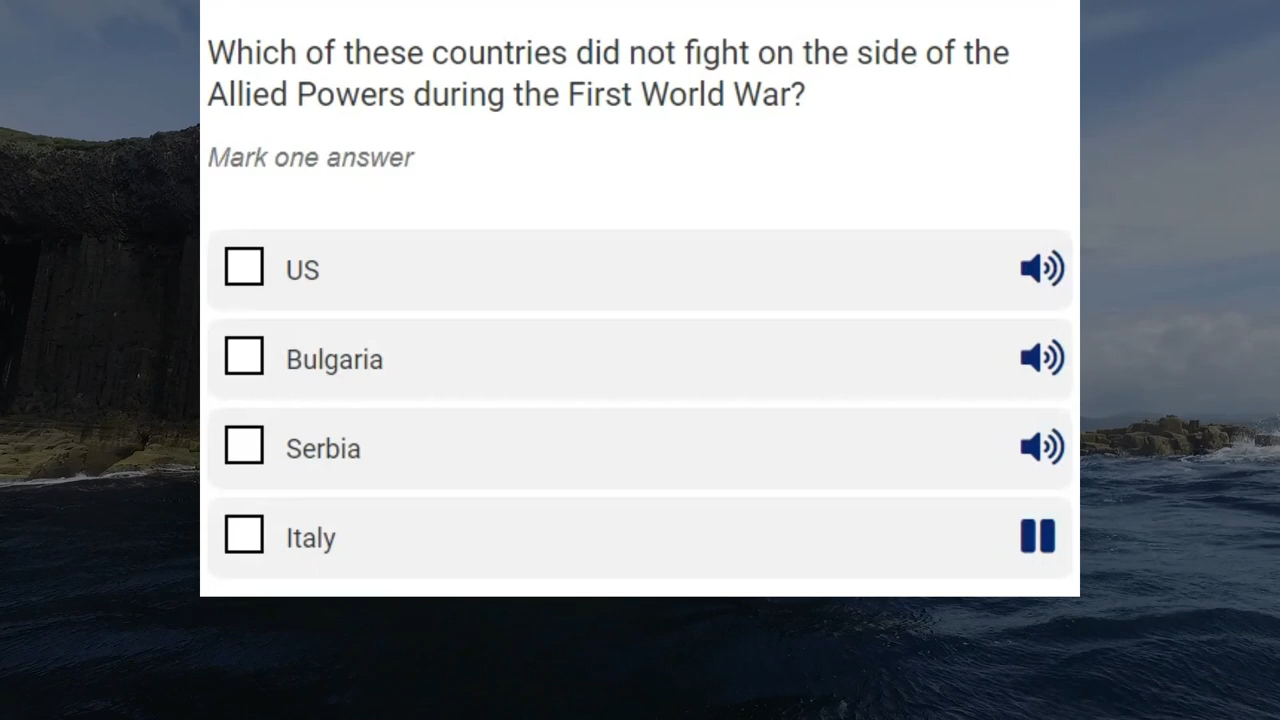 Which of these countries did not fight on the side of the
Allied Powers during the First World War?
Mark one answer
US
Bulgaria
Serbia
Italy